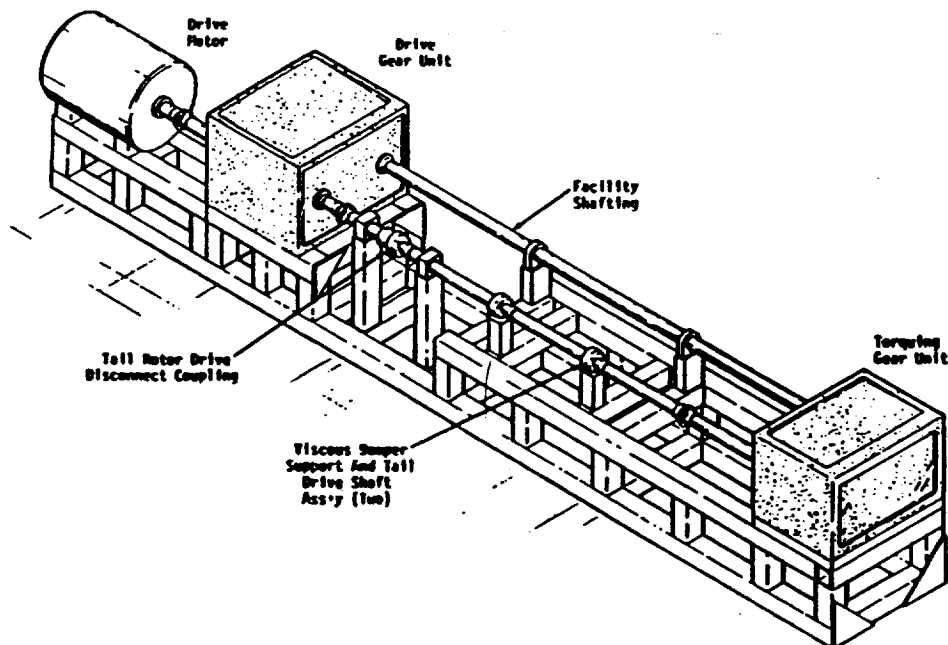 Drive
Motor
Drive
Gear Unit
Facility
Shafting
Torquing
Gear Unit
Tail Rotor Drive
Disconnect Coupling
Viscous Damper
Support And Tail
Drive Shaft
Ass'y (Two)